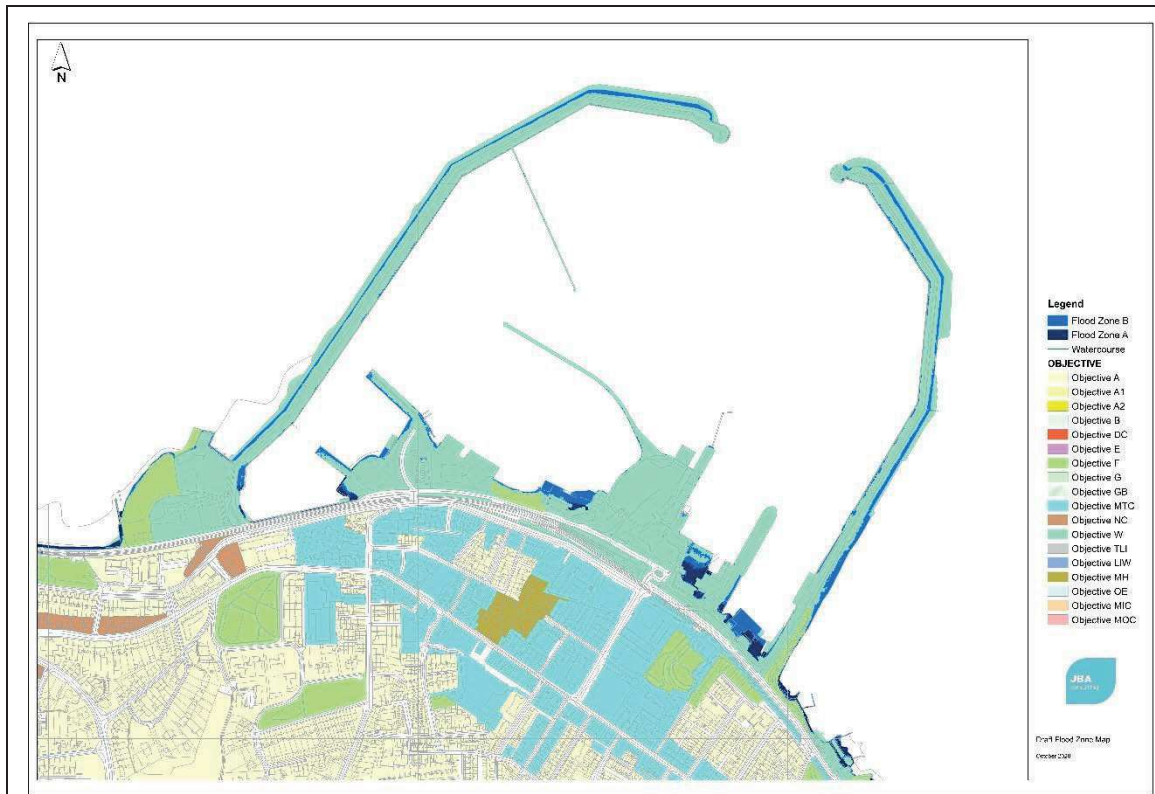 N
Legend
Flood Zone B
Flood Zone A
Watercourse
OBJECTIVE
Objective A
Objective A1
Objective A2
Objective B
Objective DC
Objective E
Objective F
Objective G
Objective GB
Objective MTC
Objective NC
Objective W
Objective TLI
Objective LIW
Objective MH
Objective OE
Objective MIC
Objective MOC
JBA
consulting
Draft Flood Zone Map
October 2020